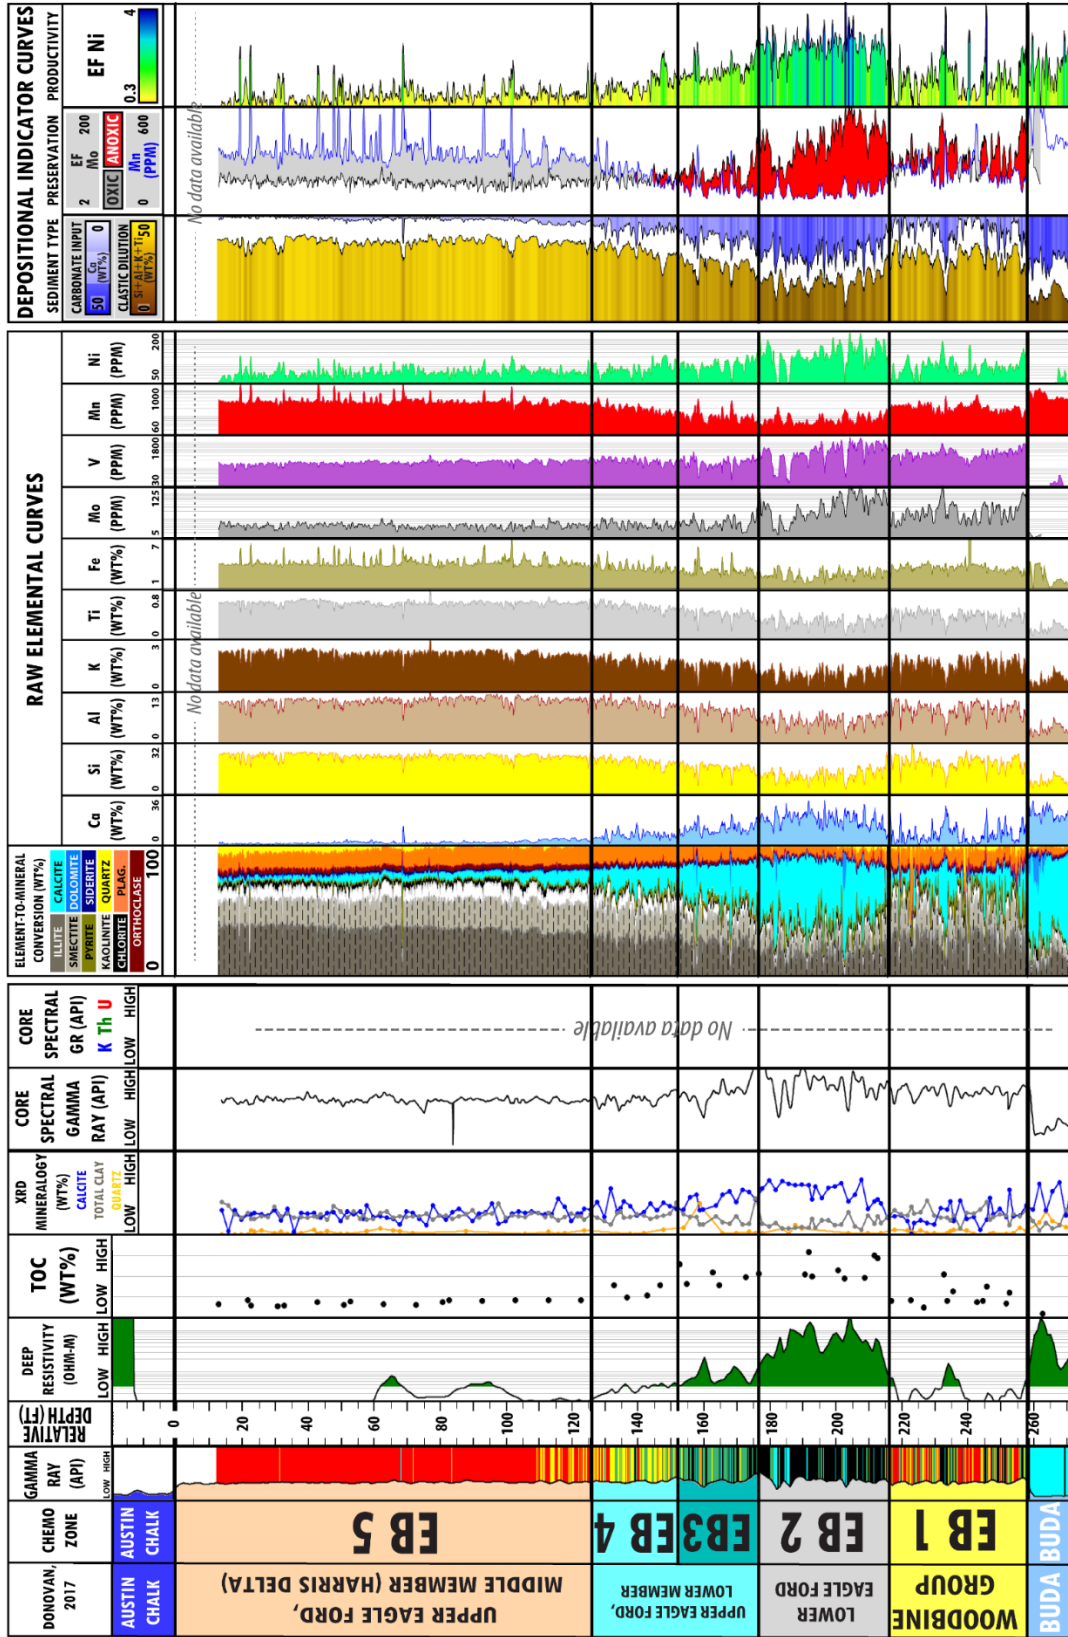 DEPOSITIONAL INDICATOR CURVES
SEDIMENT TYPE PRESERVATION PRODUCTIVITY
CARBONATE INPUT
50 Ca (WT%) 0
CLASTIC DILUTION
0 Si+Al+K+Ti (WT%) 50
2 EF Mo 200
OXIC ANOXIC
0 Mn (PPM) 600
EF Ni
0.3 4
No data available
RAW ELEMENTAL CURVES
Ca (WT%) 0 36
Si (WT%) 0 32
Al (WT%) 0 13
K (WT%) 0 3
Ti (WT%) 0 0.8
Fe (WT%) 1 7
Mo (PPM) 5 125
V (PPM) 30 1800
Mn (PPM) 60 1000
Ni (PPM) 50 200
No data available
ELEMENT-TO-MINERAL
CONVERSION (WT%)
ILLITE CALCITE
SMECTITE DOLOMITE
PYRITE SIDERITE
KAOLINITE QUARTZ
CHLORITE PLAG.
ORTHOCLASE
0 100
CORE
SPECTRAL
GR (API)
K Th U
LOW HIGH
No data available
CORE
SPECTRAL
GAMMA
RAY (API)
LOW HIGH
XRD
MINERALOGY
(WT%)
CALCITE
TOTAL CLAY
QUARTZ
LOW HIGH
TOC
(WT%)
LOW HIGH
DEEP
RESISTIVITY
(OHM-M)
LOW HIGH
RELATIVE
DEPTH (FT)
0 20 40 60 80 100 120 140 160 180 200 220 240 260
GAMMA
RAY
(API)
LOW HIGH
CHEMO
ZONE
AUSTIN
CHALK
EB 5
EB 4
EB3
EB 2
EB 1
BUDA
DONOVAN,
2017
AUSTIN
CHALK
UPPER EAGLE FORD,
MIDDLE MEMBER (HARRIS DELTA)
UPPER EAGLE FORD,
LOWER MEMBER
LOWER
EAGLE FORD
WOODBINE
GROUP
BUDA